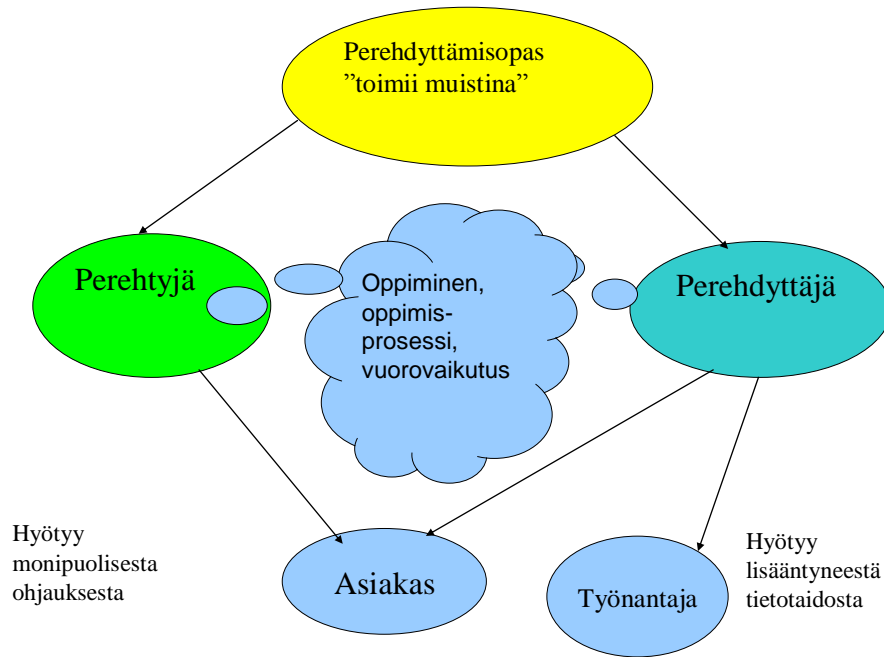 Perehdyttämisopas
”toimii muistina”
Perehtyjä
Oppiminen,
oppimis-
prosessi,
vuorovaikutus
Perehdyttäjä
Hyötyy
monipuolisesta
ohjauksesta
Asiakas
Työnantaja
Hyötyy
lisääntyneestä
tietotaidosta